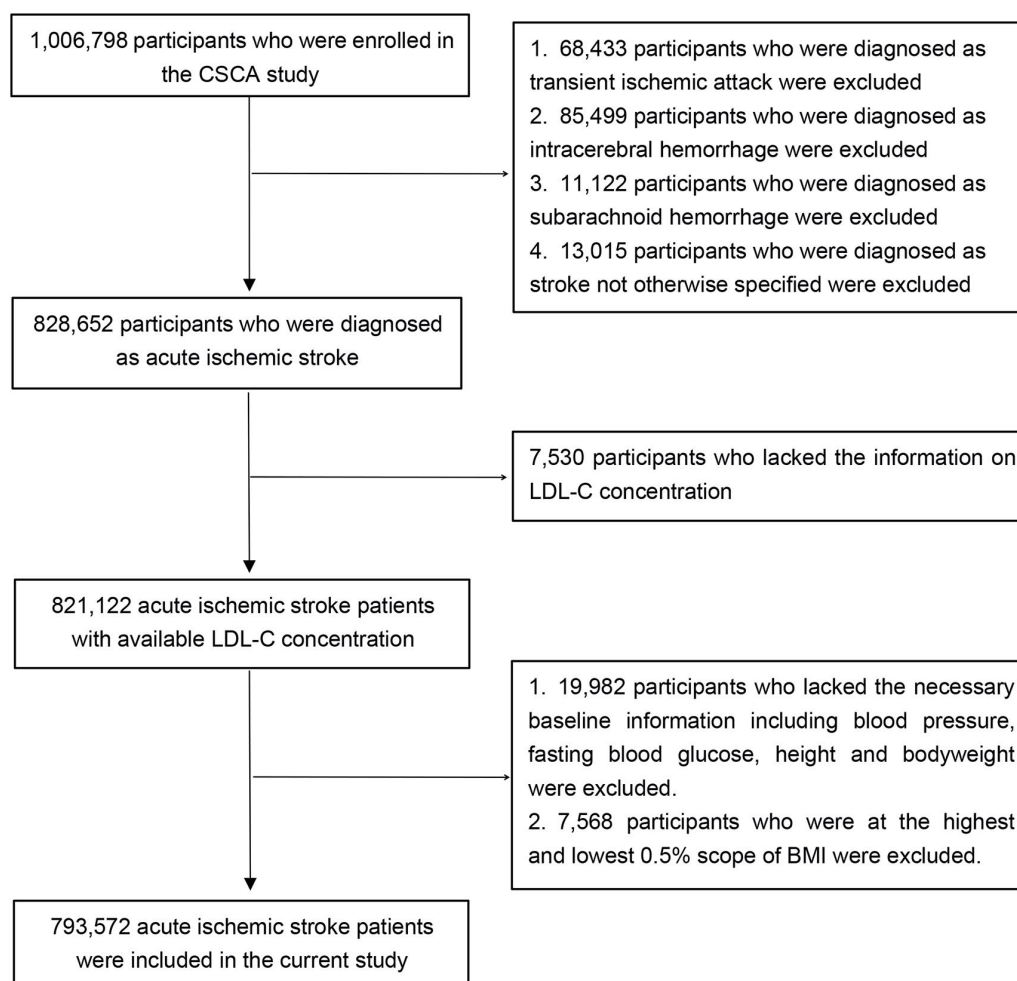 1,006,798 participants who were enrolled in
the CSCA study
1. 68,433 participants who were diagnosed as
transient ischemic attack were excluded
2. 85,499 participants who were diagnosed as
intracerebral hemorrhage were excluded
3. 11,122 participants who were diagnosed as
subarachnoid hemorrhage were excluded
4. 13,015 participants who were diagnosed as
stroke not otherwise specified were excluded
828,652 participants who were diagnosed
as acute ischemic stroke
7,530 participants who lacked the information on
LDL-C concentration
821,122 acute ischemic stroke patients
with available LDL-C concentration
1. 19,982 participants who lacked the necessary
baseline information including blood pressure,
fasting blood glucose, height and bodyweight
were excluded.
2. 7,568 participants who were at the highest
and lowest 0.5% scope of BMI were excluded.
793,572 acute ischemic stroke patients
were included in the current study